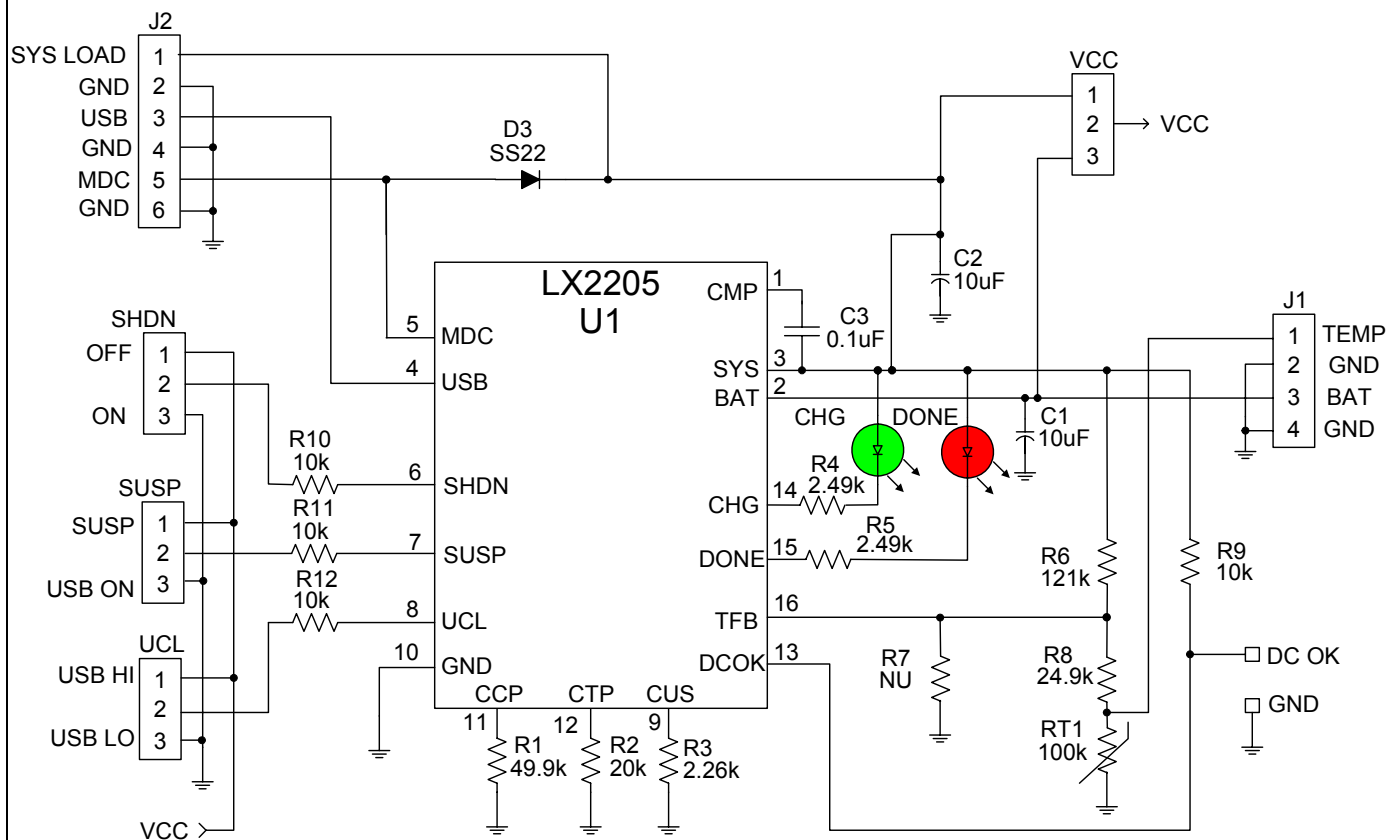 J2
SYS LOAD 1
GND 2
USB 3
GND 4
MDC 5
GND 6
D3
SS22
VCC
1
2
3
VCC
C2
10uF
LX2205
U1
5 MDC
4 USB
6 SHDN
7 SUSP
8 UCL
10 GND
CMP 1
SYS 3
BAT 2
CHG 14
DONE 15
TFB 16
DCOK 13
CCP
11
CTP
12
CUS
9
C3
0.1uF
J1
1 TEMP
2 GND
3 BAT
4 GND
SHDN
OFF 1
2
ON 3
R10
10k
SUSP
SUSP 1
2
USB ON 3
R11
10k
R12
10k
UCL
USB HI 1
2
USB LO 3
VCC
CHG
DONE
C1
10uF
R4
2.49k
R5
2.49k
R6
121k
R9
10k
R7
NU
R8
24.9k
RT1
100k
DC OK
GND
R1
49.9k
R2
20k
R3
2.26k